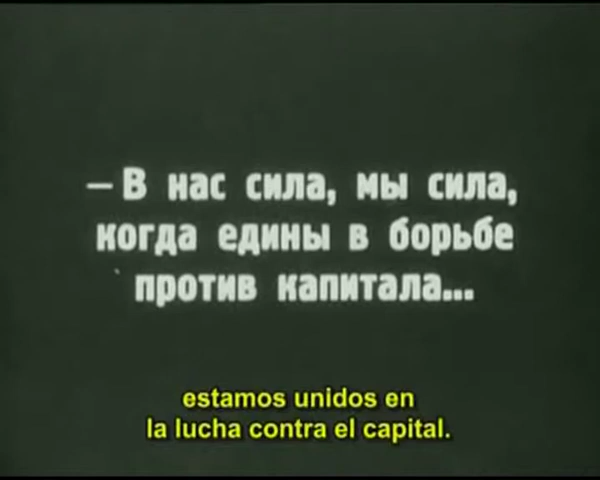 – В нас сила, мы сила,
когда едины в борьбе
против капитала...
estamos unidos en
la lucha contra el capital.